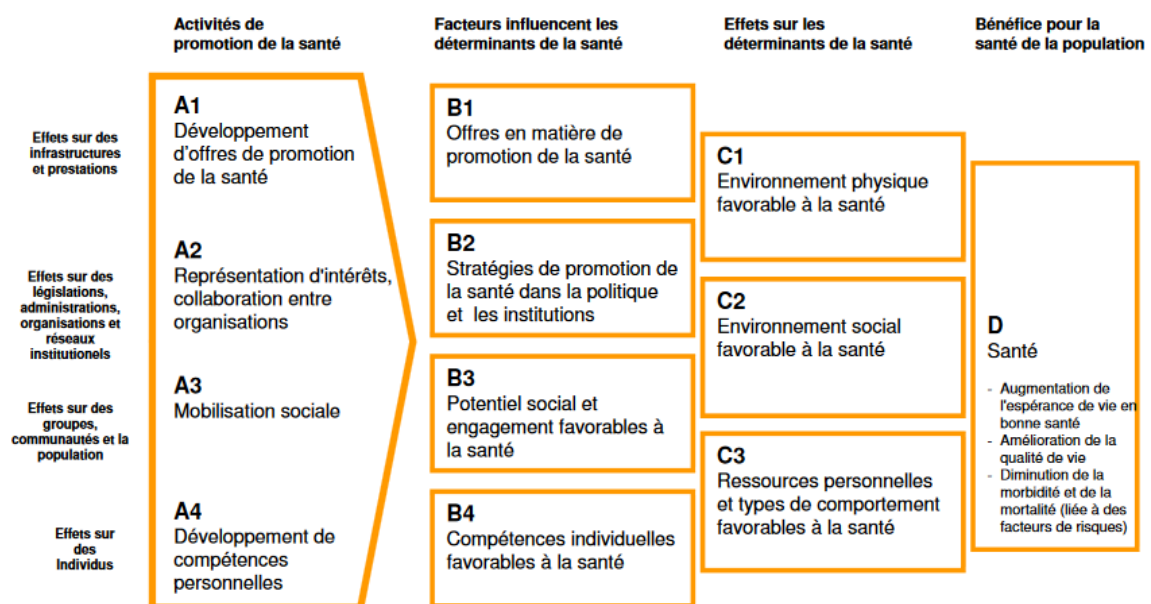 Activités de
promotion de la santé
Facteurs influencent les
déterminants de la santé
Effets sur les
déterminants de la santé
Bénéfice pour la
santé de la population
Effets sur des
infrastructures
et prestations
A1
Développement
d'offres de promotion
de la santé
B1
Offres en matière de
promotion de la santé
C1
Environnement physique
favorable à la santé
Effets sur des
législations,
administrations,
organisations et
réseaux
institutionels
A2
Représentation d'intérêts,
collaboration entre
organisations
B2
Stratégies de promotion de
la santé dans la politique
et les institutions
C2
Environnement social
favorable à la santé
D
Santé
- Augmentation de
l'espérance de vie en
bonne santé
- Amélioration de la
qualité de vie
- Diminution de la
morbidité et de la
mortalité (liée à des
facteurs de risques)
Effets sur des
groupes,
communautés et la
population
A3
Mobilisation sociale
B3
Potentiel social et
engagement favorables à
la santé
C3
Ressources personnelles
et types de comportement
favorables à la santé
Effets sur
des
Individus
A4
Développement de
compétences
personnelles
B4
Compétences individuelles
favorables à la santé